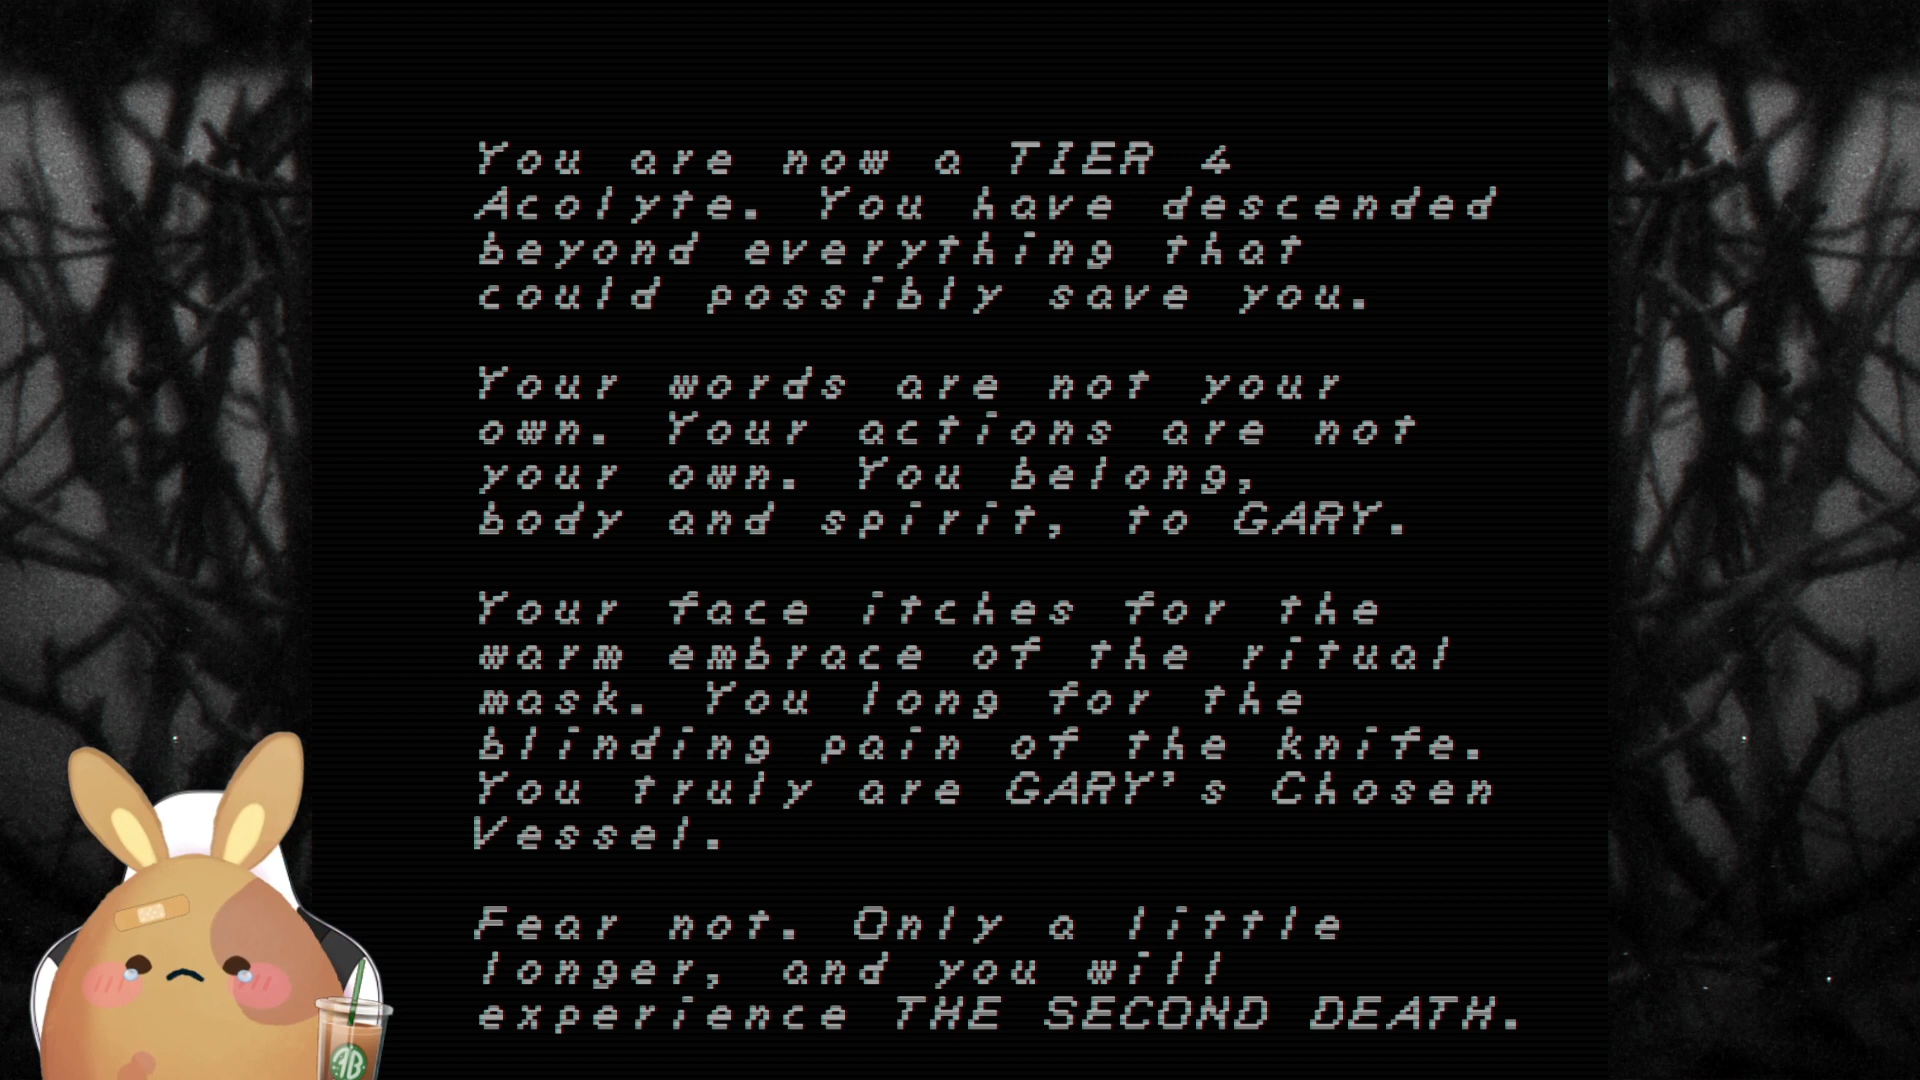 You are now a TIER 4
Acolyte. You have descended
beyond everything that
could possibly save you.
Your words are not your
own. Your actions are not
your own. You belong,
body and spirit, to GARY.
Your face itches for the
warm embrace of the ritual
mask. You long for the
blinding pain of the knife.
You truly are GARY's Chosen
Vessel.
Fear not. Only a little
longer, and you will
experience THE SECOND DEATH.
AB